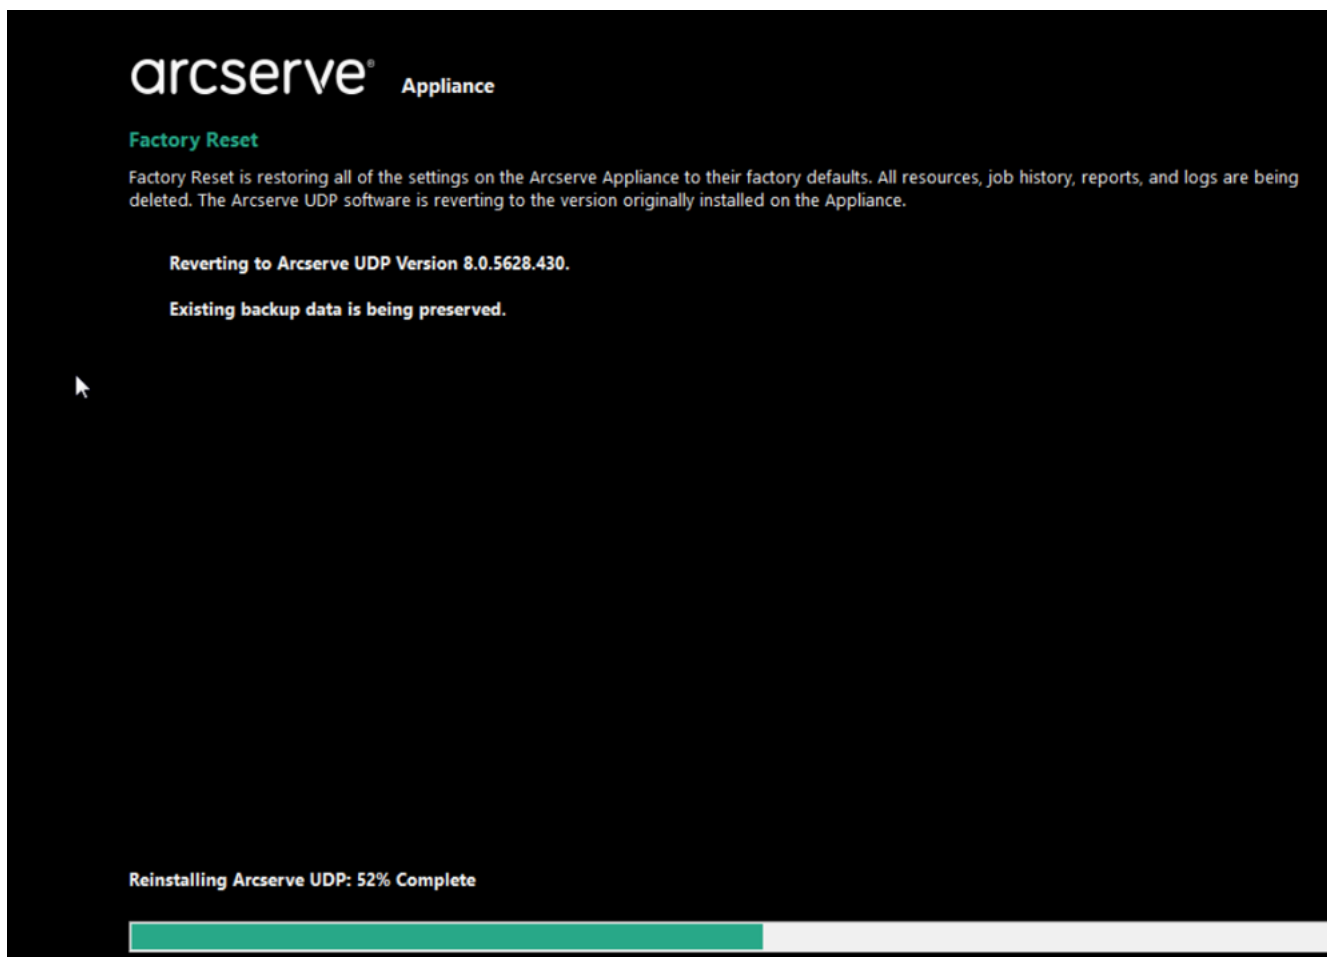 arcserve® Appliance
Factory Reset
Factory Reset is restoring all of the settings on the Arcserve Appliance to their factory defaults. All resources, job history, reports, and logs are being
deleted. The Arcserve UDP software is reverting to the version originally installed on the Appliance.
Reverting to Arcserve UDP Version 8.0.5628.430.
Existing backup data is being preserved.
Reinstalling Arcserve UDP: 52% Complete